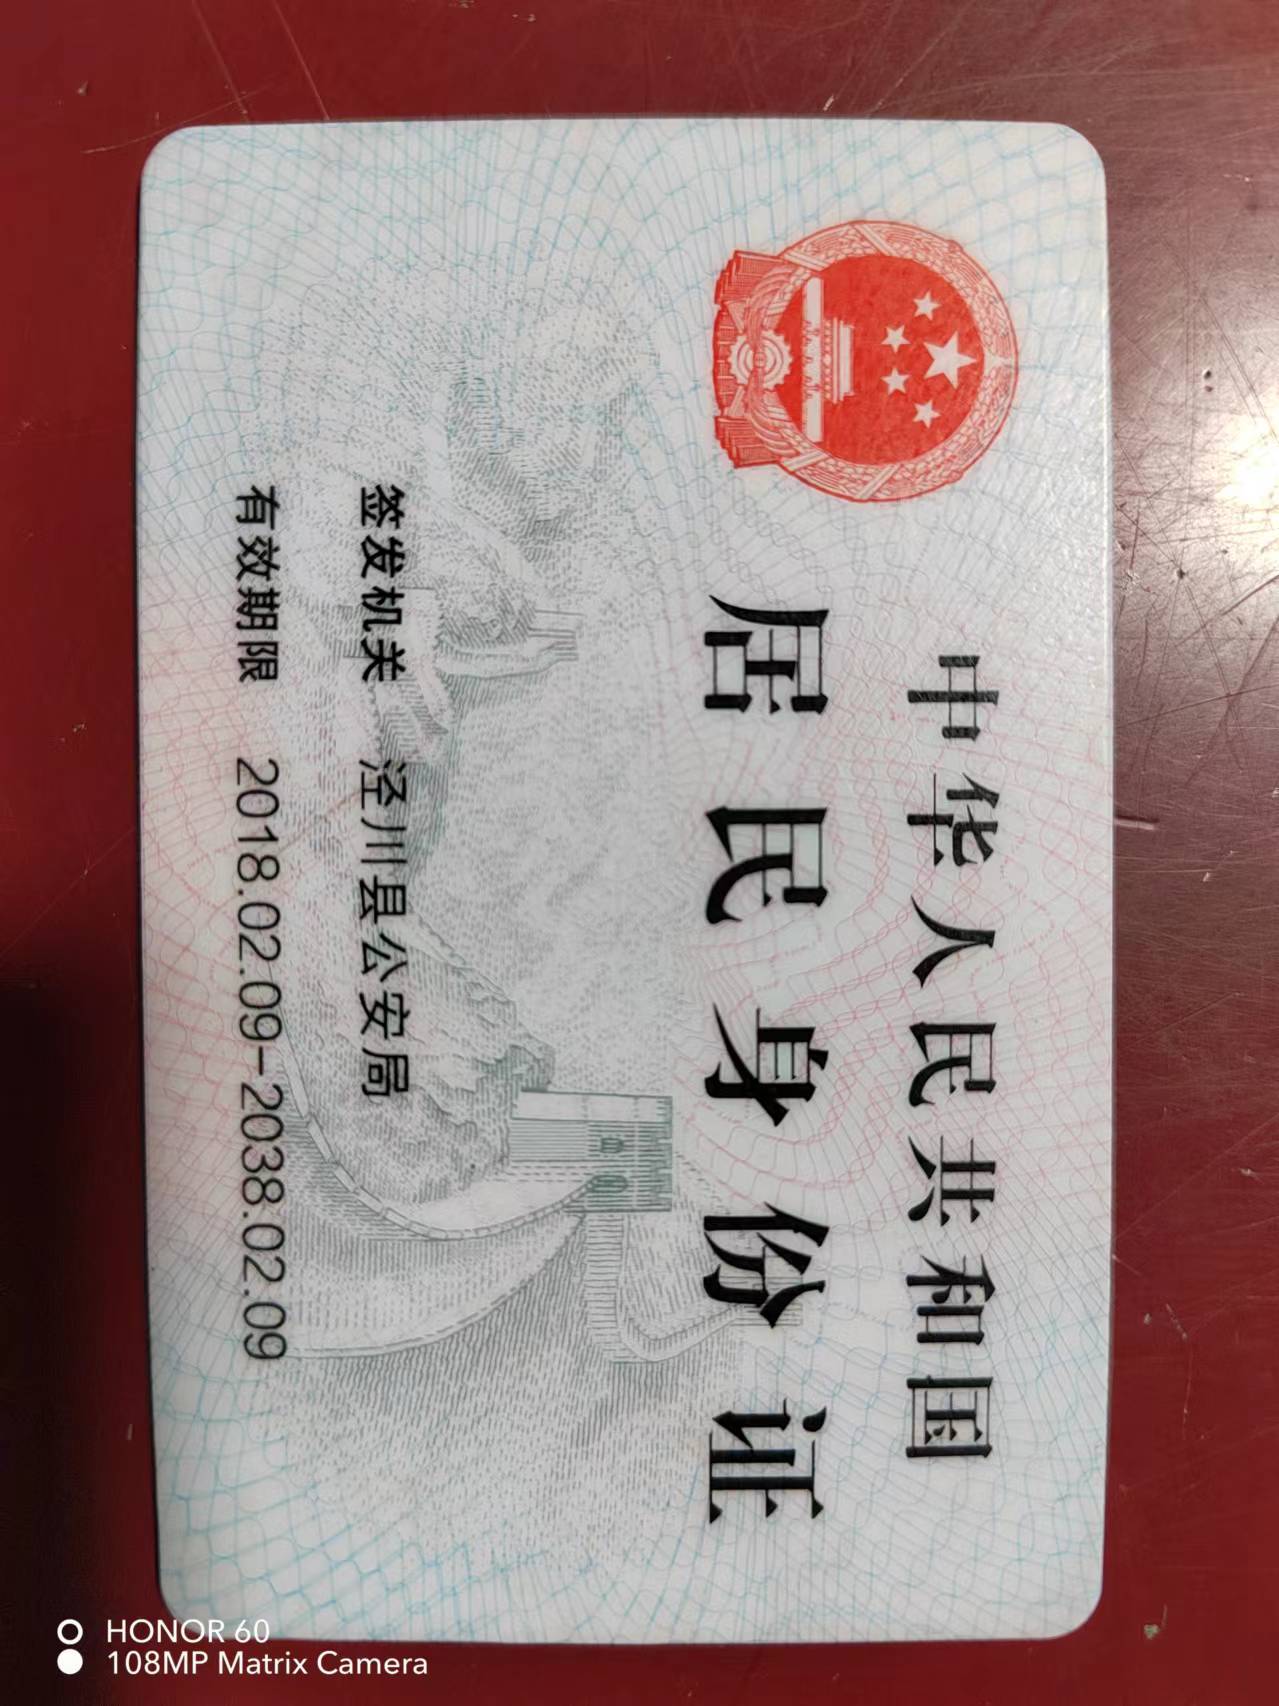 中华人民共和国
居民身份证
签发机关 泾川县公安局
有效期限 2018.02.09-2038.02.09
HONOR 60
108MP Matrix Camera